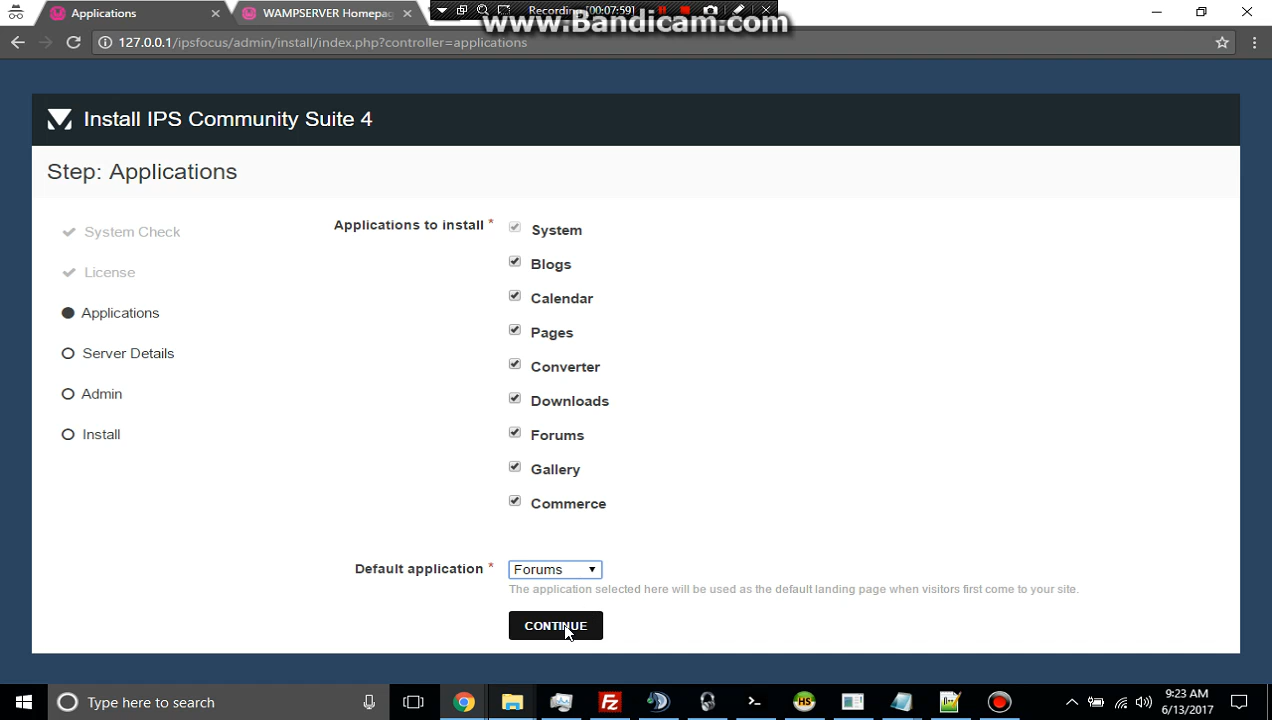 Applications
WAMPSERVER Homepag
Recording [00:07:59]
www.Bandicam.com
127.0.0.1/ipsfocus/admin/install/index.php?controller=applications
Install IPS Community Suite 4
Step: Applications
System Check
License
Applications
Server Details
Admin
Install
Applications to install *
System
Blogs
Calendar
Pages
Converter
Downloads
Forums
Gallery
Commerce
Default application *
Forums
The application selected here will be used as the default landing page when visitors first come to your site.
CONTINUE
Type here to search
HS
9:23 AM
6/13/2017